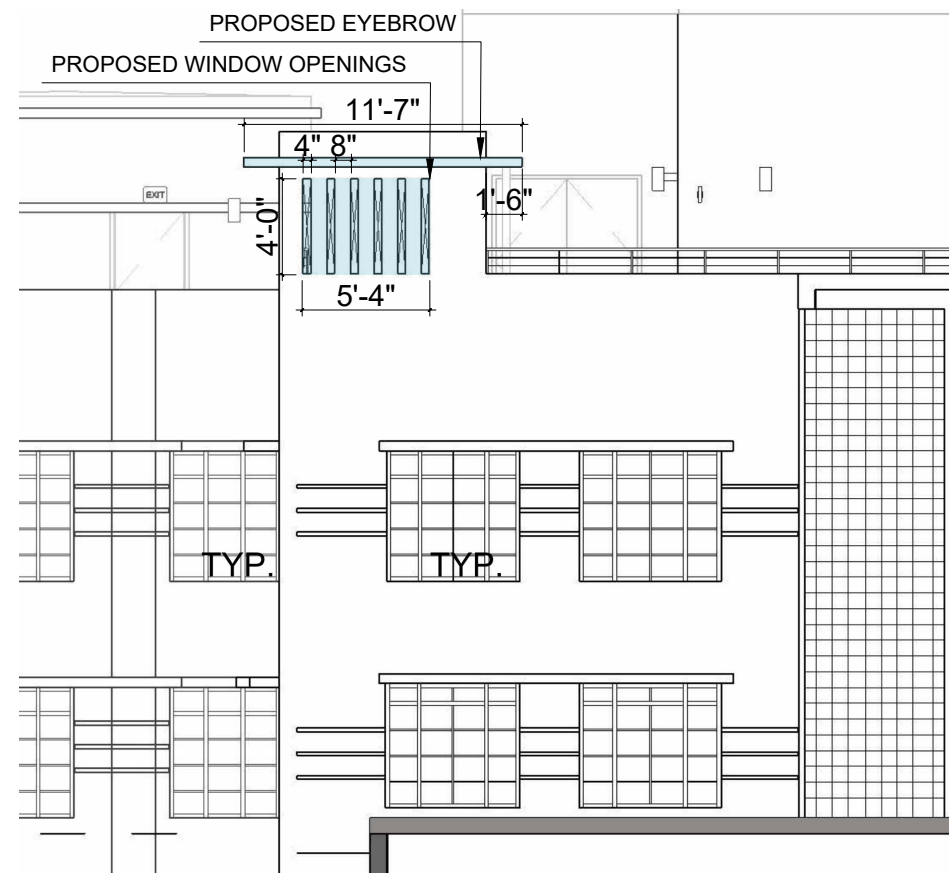 PROPOSED EYEBROW
PROPOSED WINDOW OPENINGS
11'-7"
4" 8"
EXIT
4'-0"
1'-6"
5'-4"
TYP. TYP.